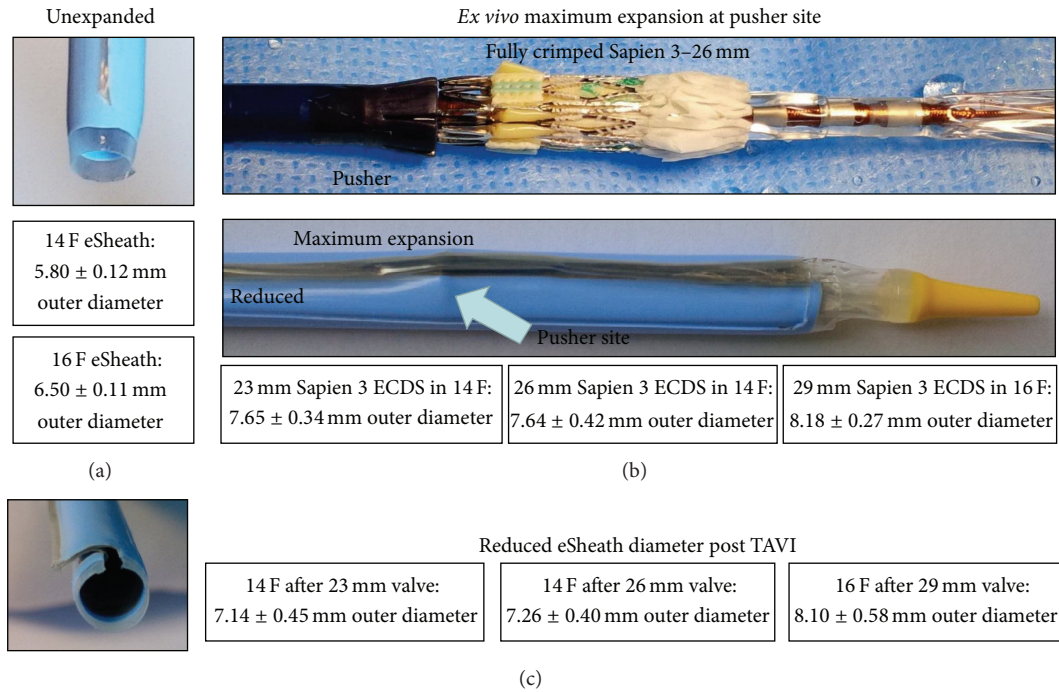 Unexpanded
14 F eSheath:
5.80 ± 0.12 mm
outer diameter
16 F eSheath:
6.50 ± 0.11 mm
outer diameter
(a)
Ex vivo maximum expansion at pusher site
Fully crimped Sapien 3–26 mm
Pusher
Maximum expansion
Reduced
Pusher site
23 mm Sapien 3 ECDS in 14 F:
7.65 ± 0.34 mm outer diameter
26 mm Sapien 3 ECDS in 14 F:
7.64 ± 0.42 mm outer diameter
29 mm Sapien 3 ECDS in 16 F:
8.18 ± 0.27 mm outer diameter
(b)
Reduced eSheath diameter post TAVI
14 F after 23 mm valve:
7.14 ± 0.45 mm outer diameter
14 F after 26 mm valve:
7.26 ± 0.40 mm outer diameter
16 F after 29 mm valve:
8.10 ± 0.58 mm outer diameter
(c)